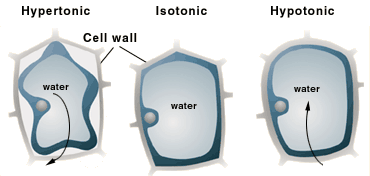 Hypertonic
Isotonic
Hypotonic
Cell wall
water
water
water